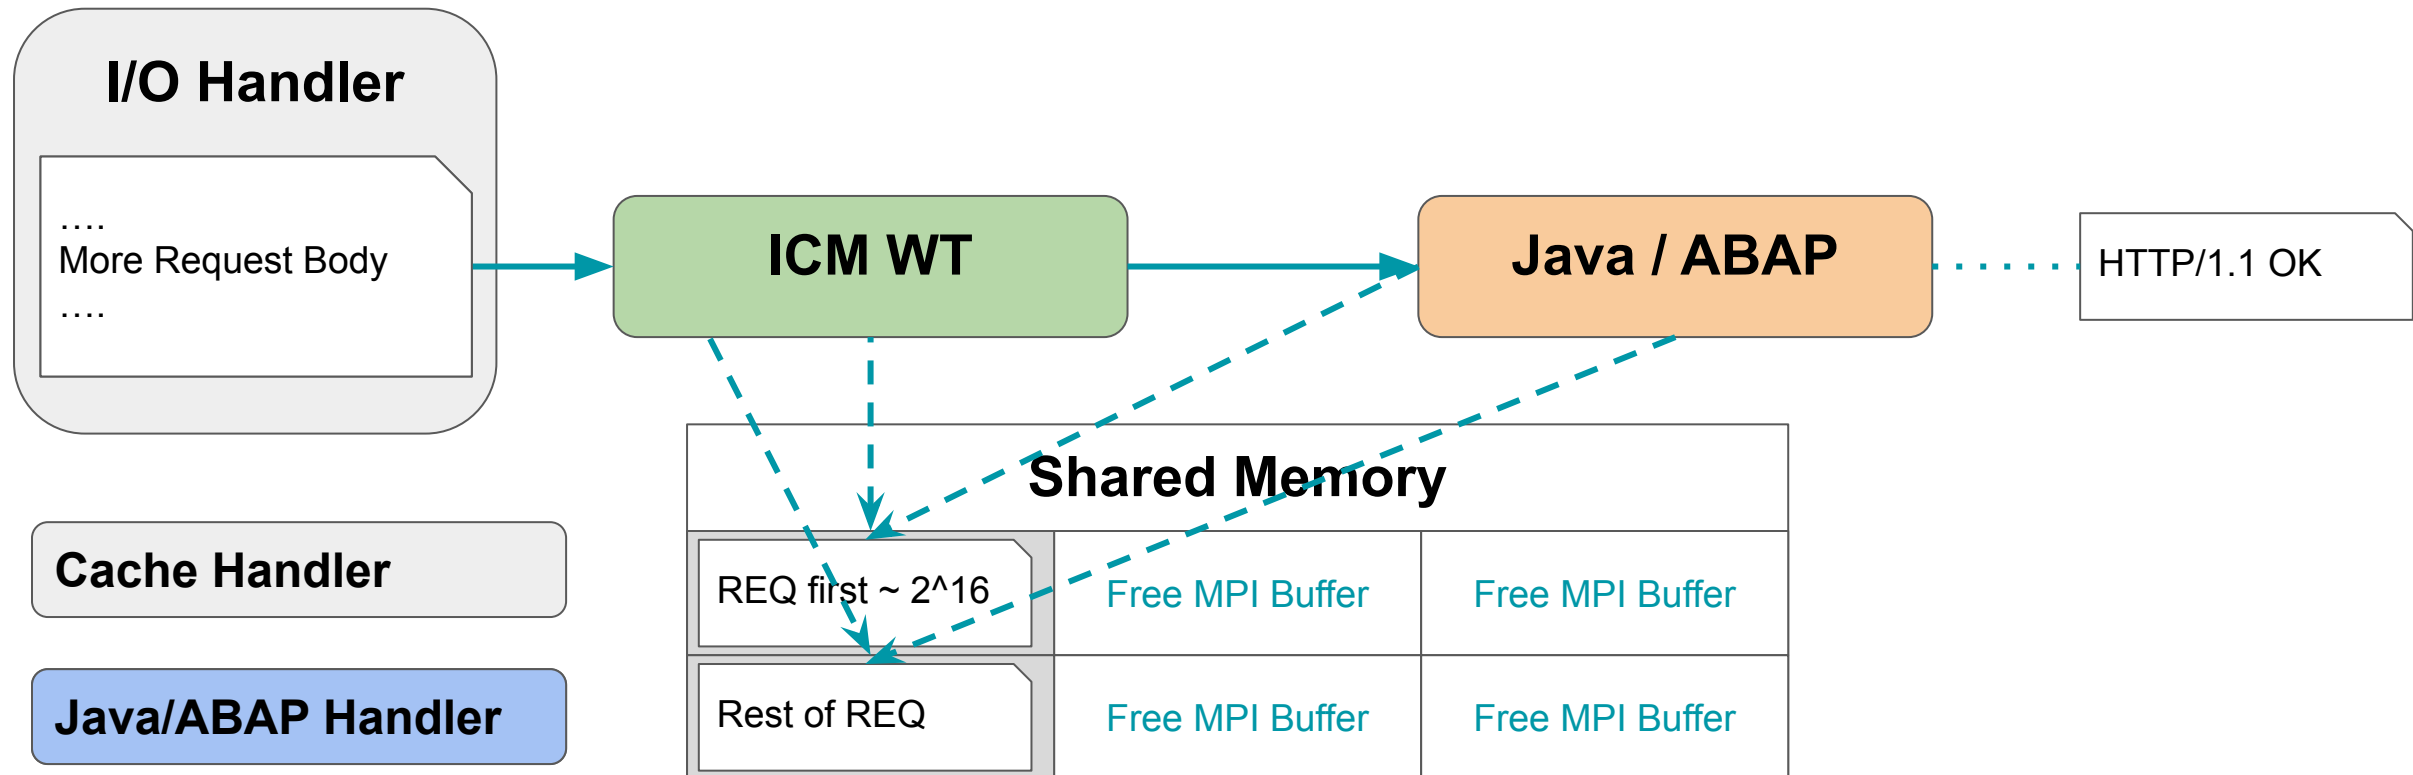 I/O Handler
….
More Request Body
….
ICM WT
Java / ABAP
HTTP/1.1 OK
Shared Memory
Cache Handler
REQ first ~ 2^16
Free MPI Buffer
Free MPI Buffer
Java/ABAP Handler
Rest of REQ
Free MPI Buffer
Free MPI Buffer